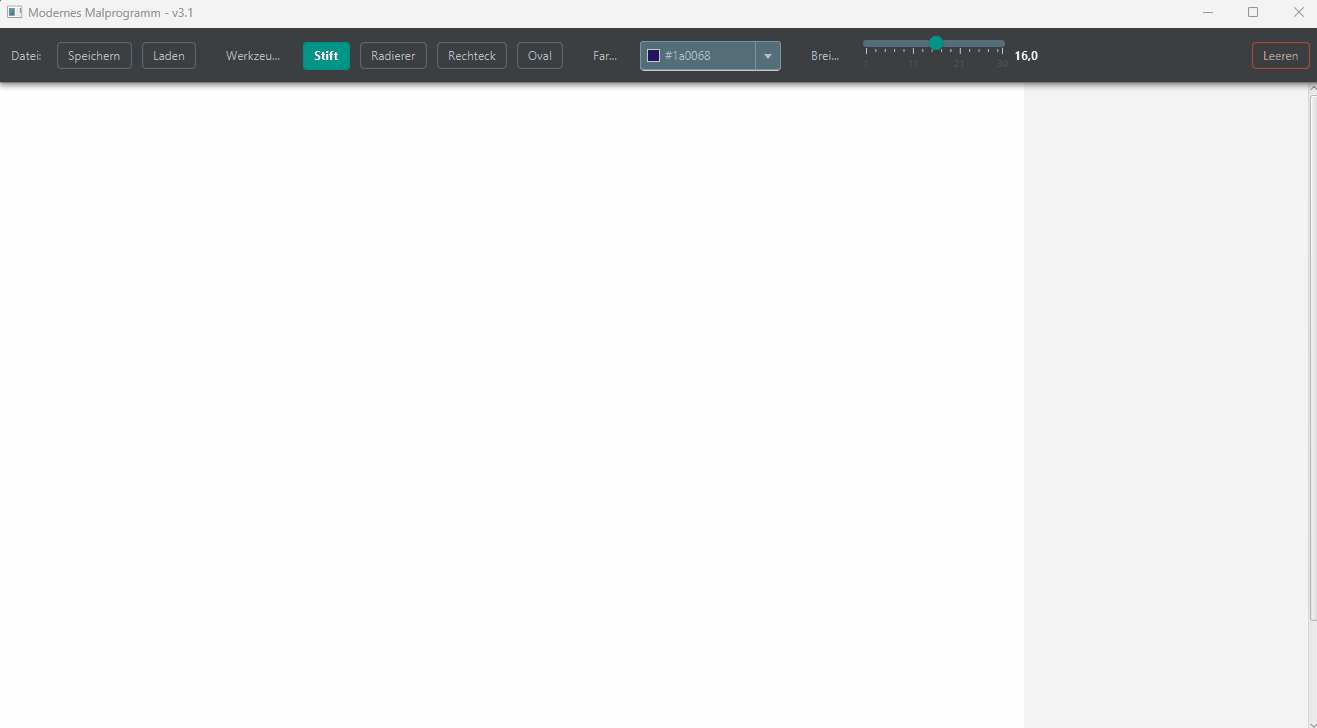 Modernes Malprogramm - v3.1
Datei: Speichern Laden Werkzeu... Stift Radierer Rechteck Oval Far... #1a0068 Brei... 16,0 Leeren
1 11 21 30